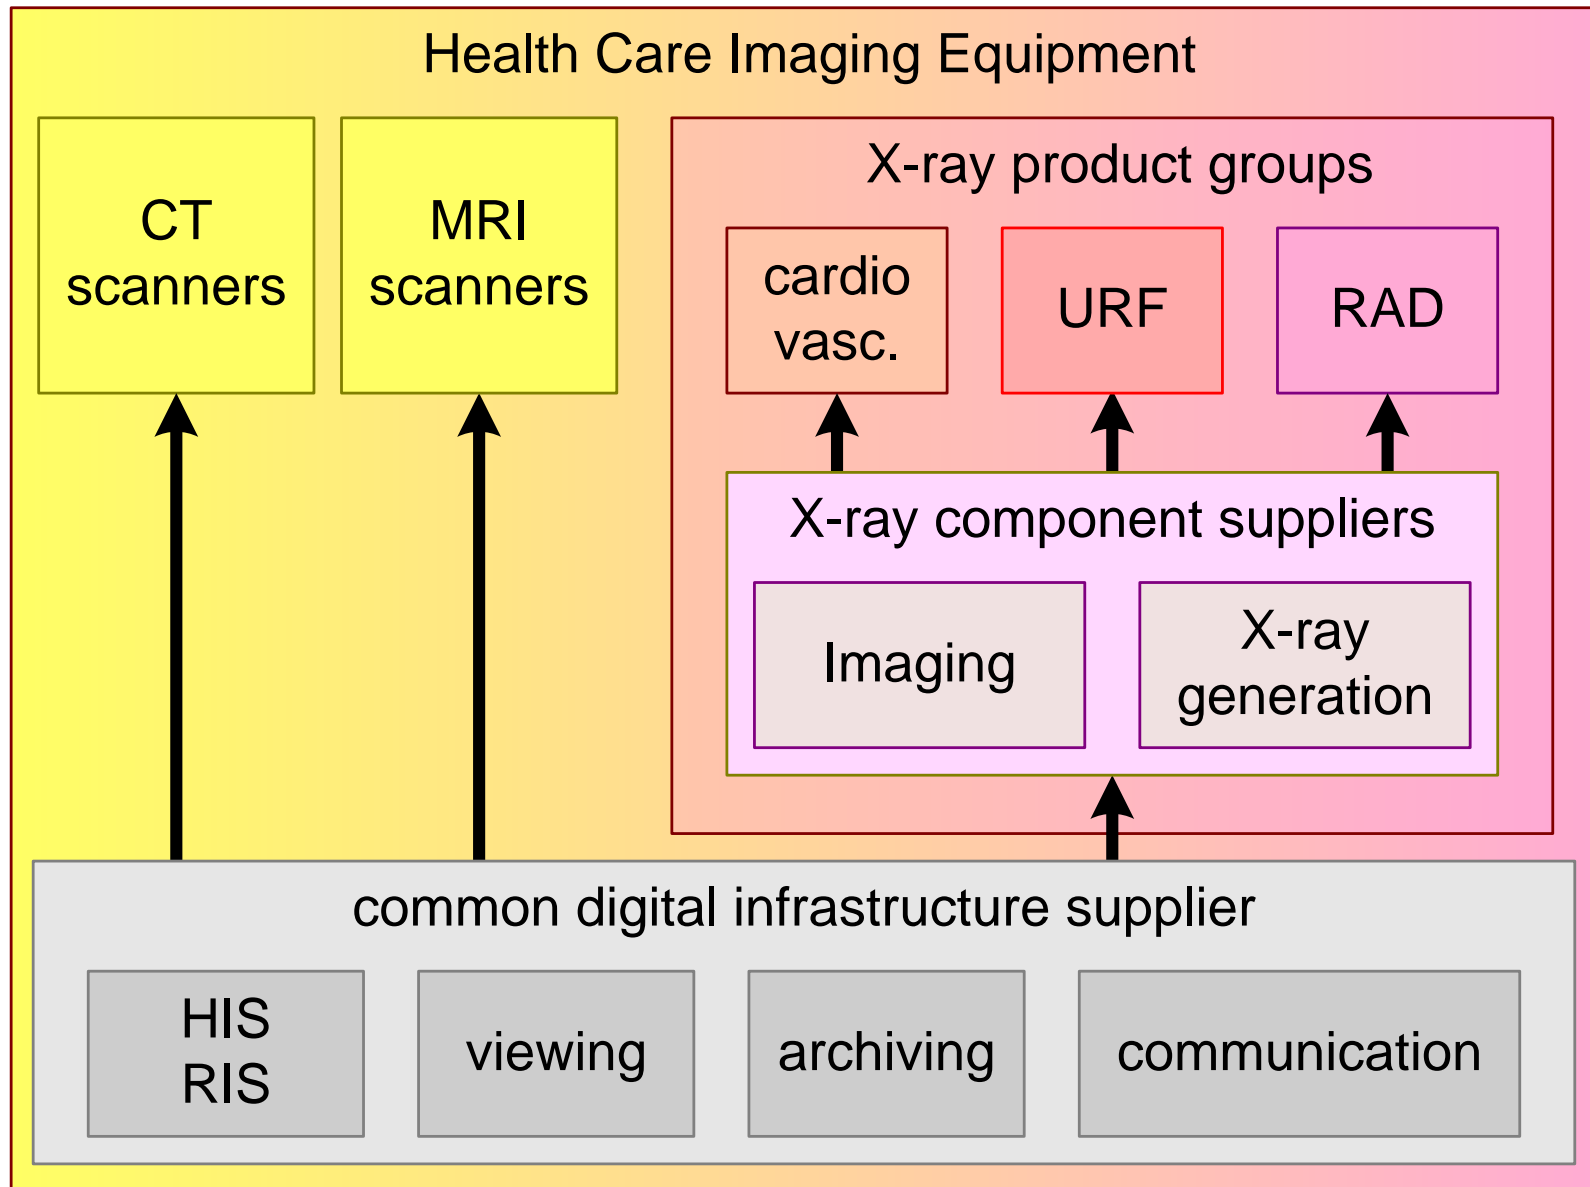 Health Care Imaging Equipment
CT
scanners
MRI
scanners
X-ray product groups
cardio
vasc.
URF
RAD
X-ray component suppliers
Imaging
X-ray
generation
common digital infrastructure supplier
HIS
RIS
viewing
archiving
communication